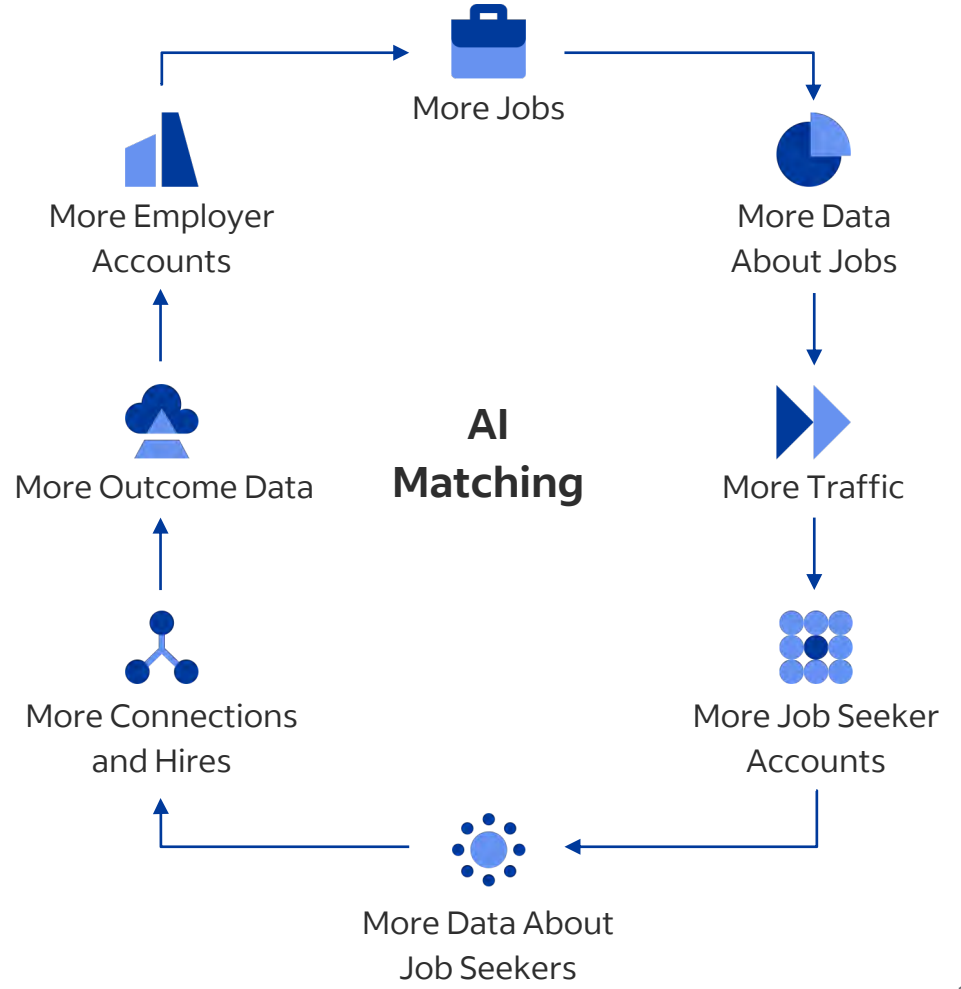 More Jobs
More Employer
Accounts
More Data
About Jobs
AI
Matching
More Outcome Data
More Traffic
More Connections
and Hires
More Job Seeker
Accounts
More Data About
Job Seekers